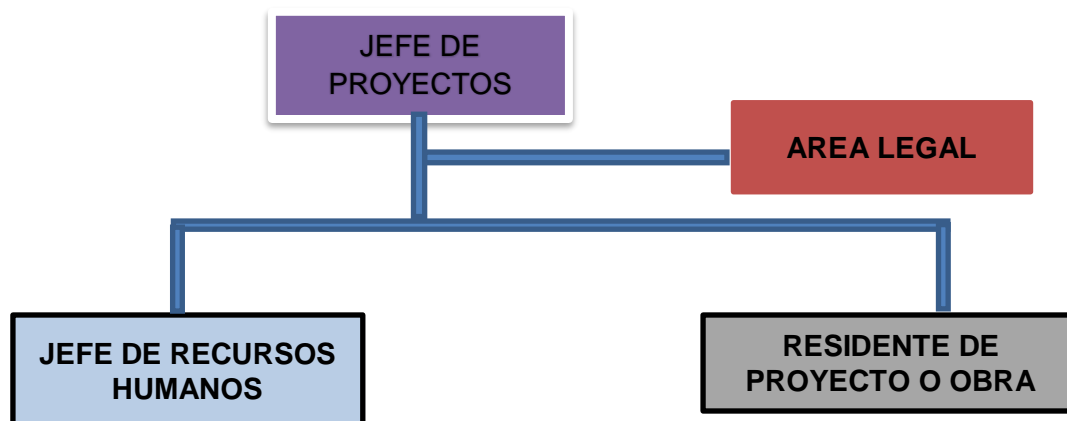 JEFE DE
PROYECTOS
AREA LEGAL
JEFE DE RECURSOS
HUMANOS
RESIDENTE DE
PROYECTO O OBRA